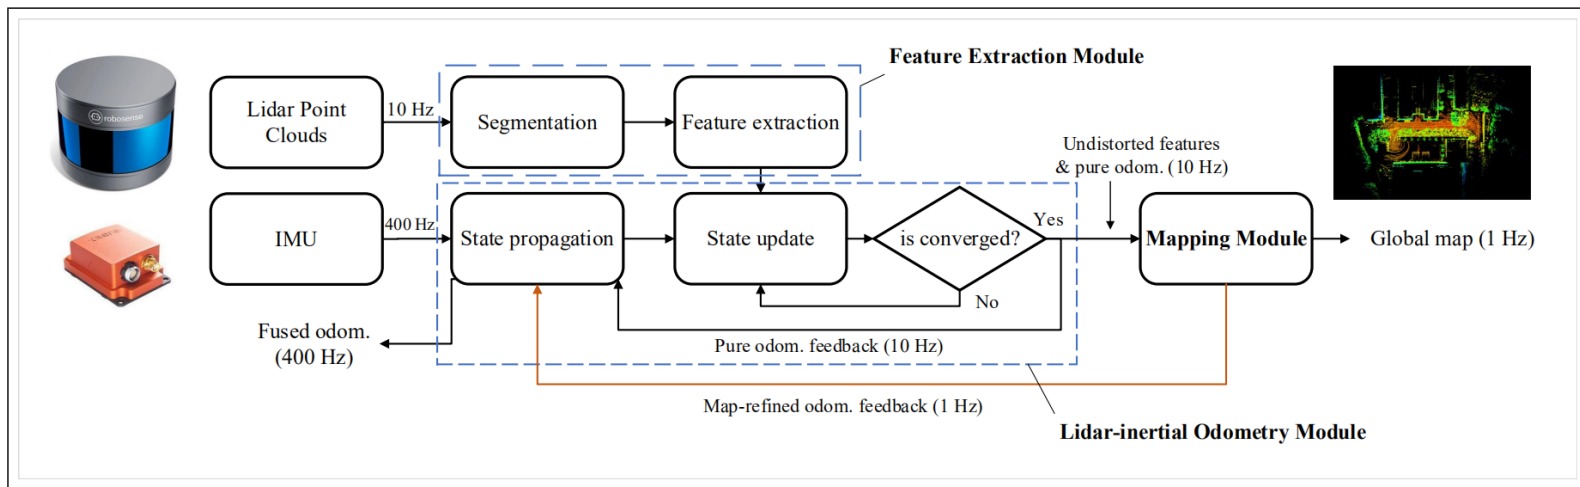 Feature Extraction Module
robosense
Lidar Point
Clouds
10 Hz
Segmentation
Feature extraction
Undistorted features
& pure odom. (10 Hz)
IMU
400 Hz
State propagation
State update
is converged?
Yes
No
Mapping Module
Global map (1 Hz)
Fused odom.
(400 Hz)
Pure odom. feedback (10 Hz)
Map-refined odom. feedback (1 Hz)
Lidar-inertial Odometry Module